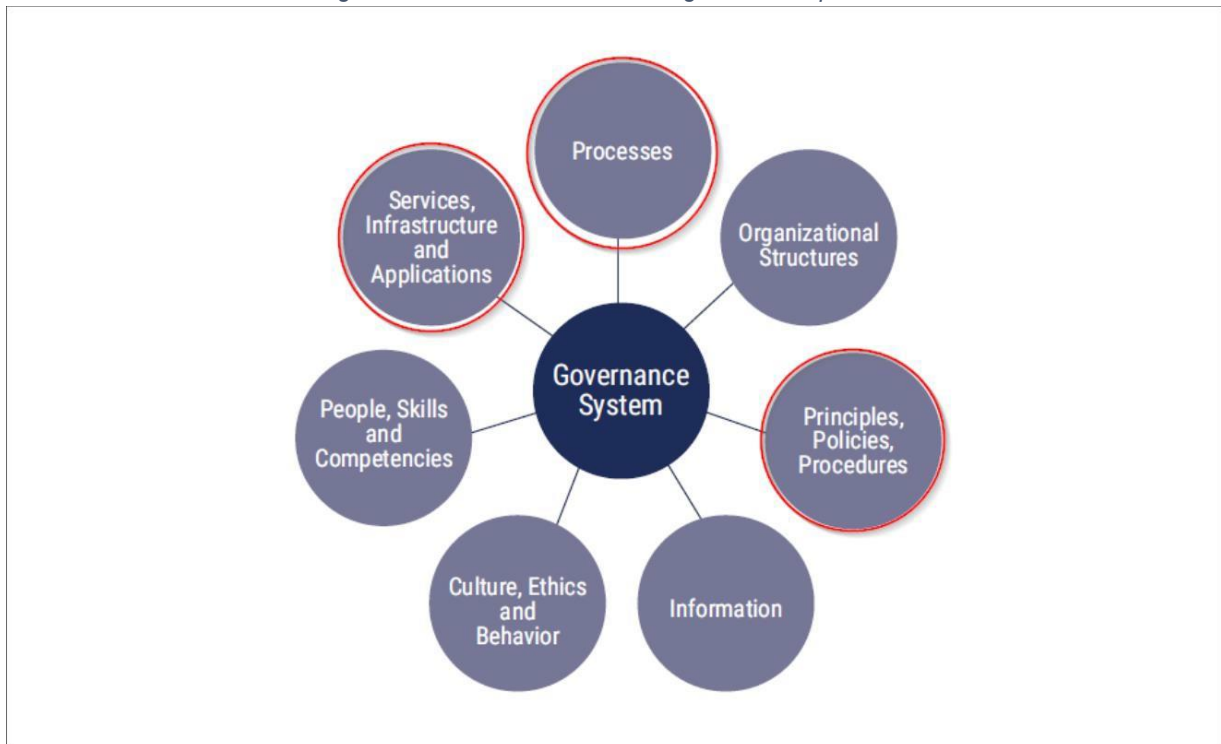 Processes
Services,
Infrastructure
and
Applications
Organizational
Structures
Governance
System
People, Skills
and
Competencies
Principles,
Policies,
Procedures
Culture, Ethics
and
Behavior
Information